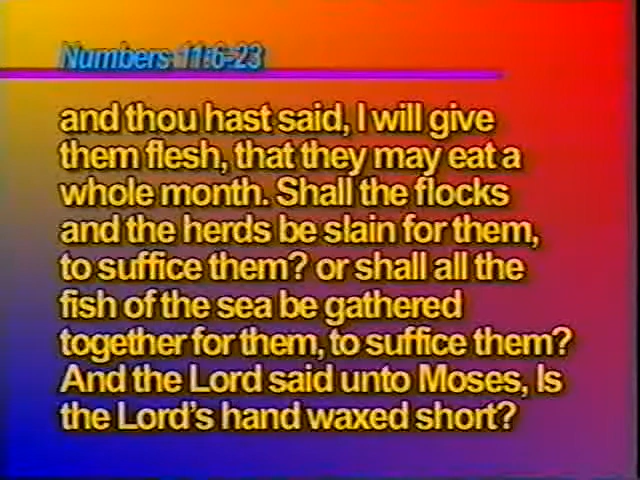 Numbers 11:6-23
and thou hast said, I will give
them flesh, that they may eat a
whole month. Shall the flocks
and the herds be slain for them,
to suffice them? or shall all the
fish of the sea be gathered
together for them, to suffice them?
And the Lord said unto Moses, Is
the Lord's hand waxed short?